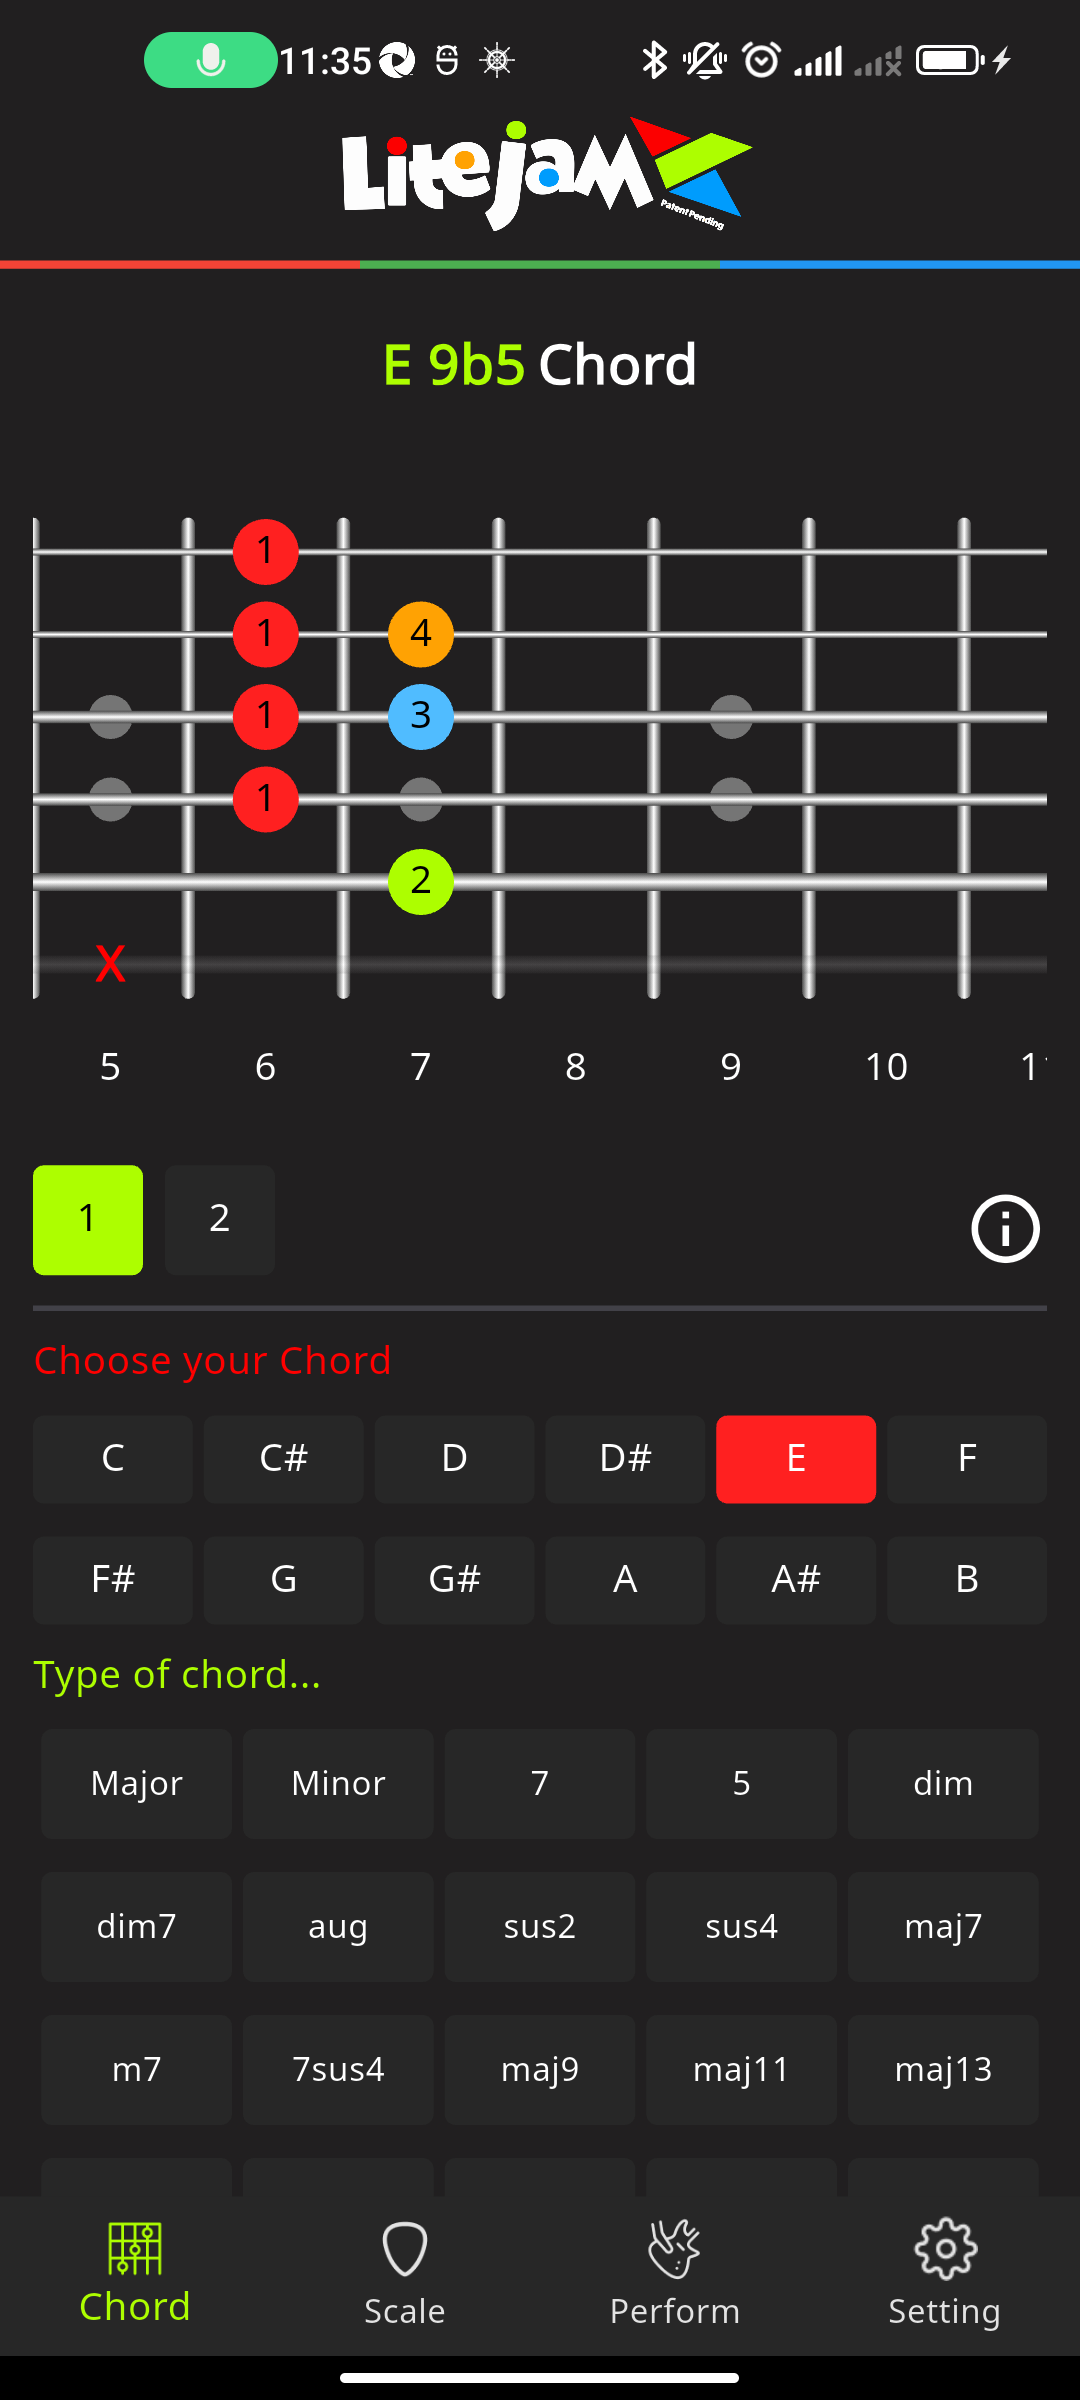 11:35
Litejam
Patent Pending
E 9b5 Chord
1
1 4
1 3
1
2
X
5 6 7 8 9 10
1 2
Choose your Chord
C C# D D# E F
F# G G# A A# B
Type of chord...
Major Minor 7 5 dim
dim7 aug sus2 sus4 maj7
m7 7sus4 maj9 maj11 maj13
Chord Scale Perform Setting